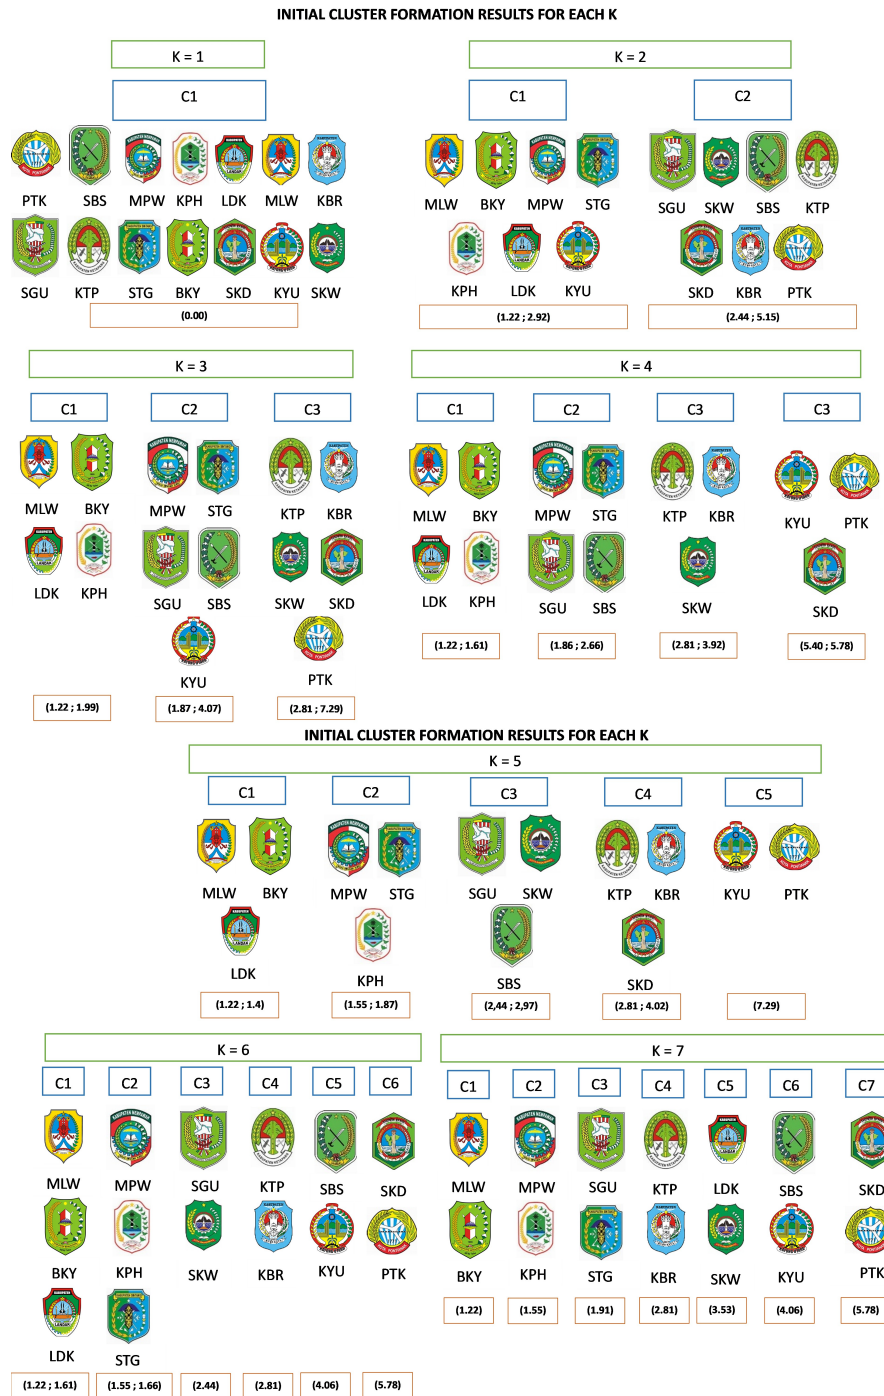 INITIAL CLUSTER FORMATION RESULTS FOR EACH K
K = 1
C1
PTK SBS MPW KPH LDK MLW KBR
SGU KTP STG BKY SKD KYU SKW
(0.00)
K = 2
C1 C2
MLW BKY MPW STG SGU SKW SBS KTP
KPH LDK KYU SKD KBR PTK
(1.22 ; 2.92) (2.44 ; 5.15)
K = 3
C1 C2 C3
MLW BKY MPW STG KTP KBR
LDK KPH SGU SBS SKW SKD
KYU PTK
(1.22 ; 1.99) (1.87 ; 4.07) (2.81 ; 7.29)
K = 4
C1 C2 C3 C3
MLW BKY MPW STG KTP KBR KYU PTK
LDK KPH SGU SBS SKW SKD
(1.22 ; 1.61) (1.86 ; 2.66) (2.81 ; 3.92) (5.40 ; 5.78)
INITIAL CLUSTER FORMATION RESULTS FOR EACH K
K = 5
C1 C2 C3 C4 C5
MLW BKY MPW STG SGU SKW KTP KBR KYU PTK
LDK KPH SBS SKD
(1.22 ; 1.4) (1.55 ; 1.87) (2,44 ; 2,97) (2.81 ; 4.02) (7.29)
K = 6
C1 C2 C3 C4 C5 C6
MLW MPW SGU KTP SBS SKD
BKY KPH SKW KBR KYU PTK
LDK STG
(1.22 ; 1.61) (1.55 ; 1.66) (2.44) (2.81) (4.06) (5.78)
K = 7
C1 C2 C3 C4 C5 C6 C7
MLW MPW SGU KTP LDK SBS SKD
BKY KPH STG KBR SKW KYU PTK
(1.22) (1.55) (1.91) (2.81) (3.53) (4.06) (5.78)